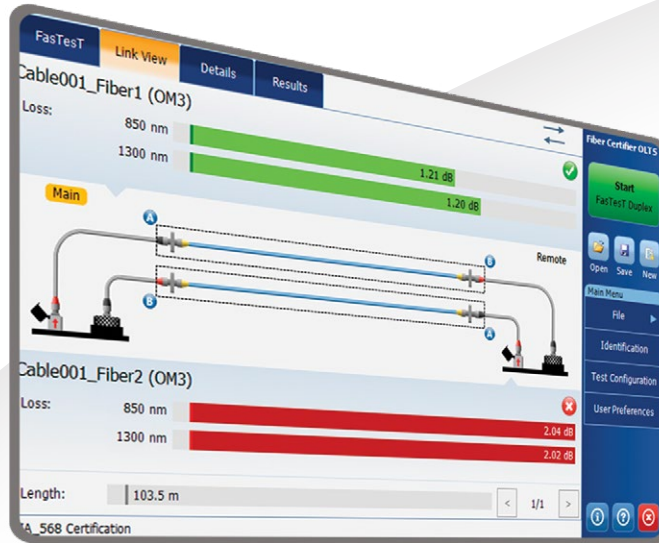 FasTesT
Link View
Details
Results
Cable001_Fiber1 (OM3)
Loss:
850 nm
1.21 dB
1300 nm
1.20 dB
Main
A
B
Remote
B
A
Cable001_Fiber2 (OM3)
Loss:
850 nm
2.04 dB
1300 nm
2.02 dB
Length:
103.5 m
< 1/1 >
A_568 Certification
Fiber Certifier OLTS
Start
FasTesT Duplex
Open Save New
Main Menu
File
Identification
Test Configuration
User Preferences
i ? x